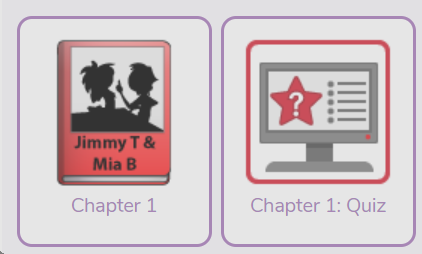 Jimmy T &
Mia B
?
Chapter 1
Chapter 1: Quiz